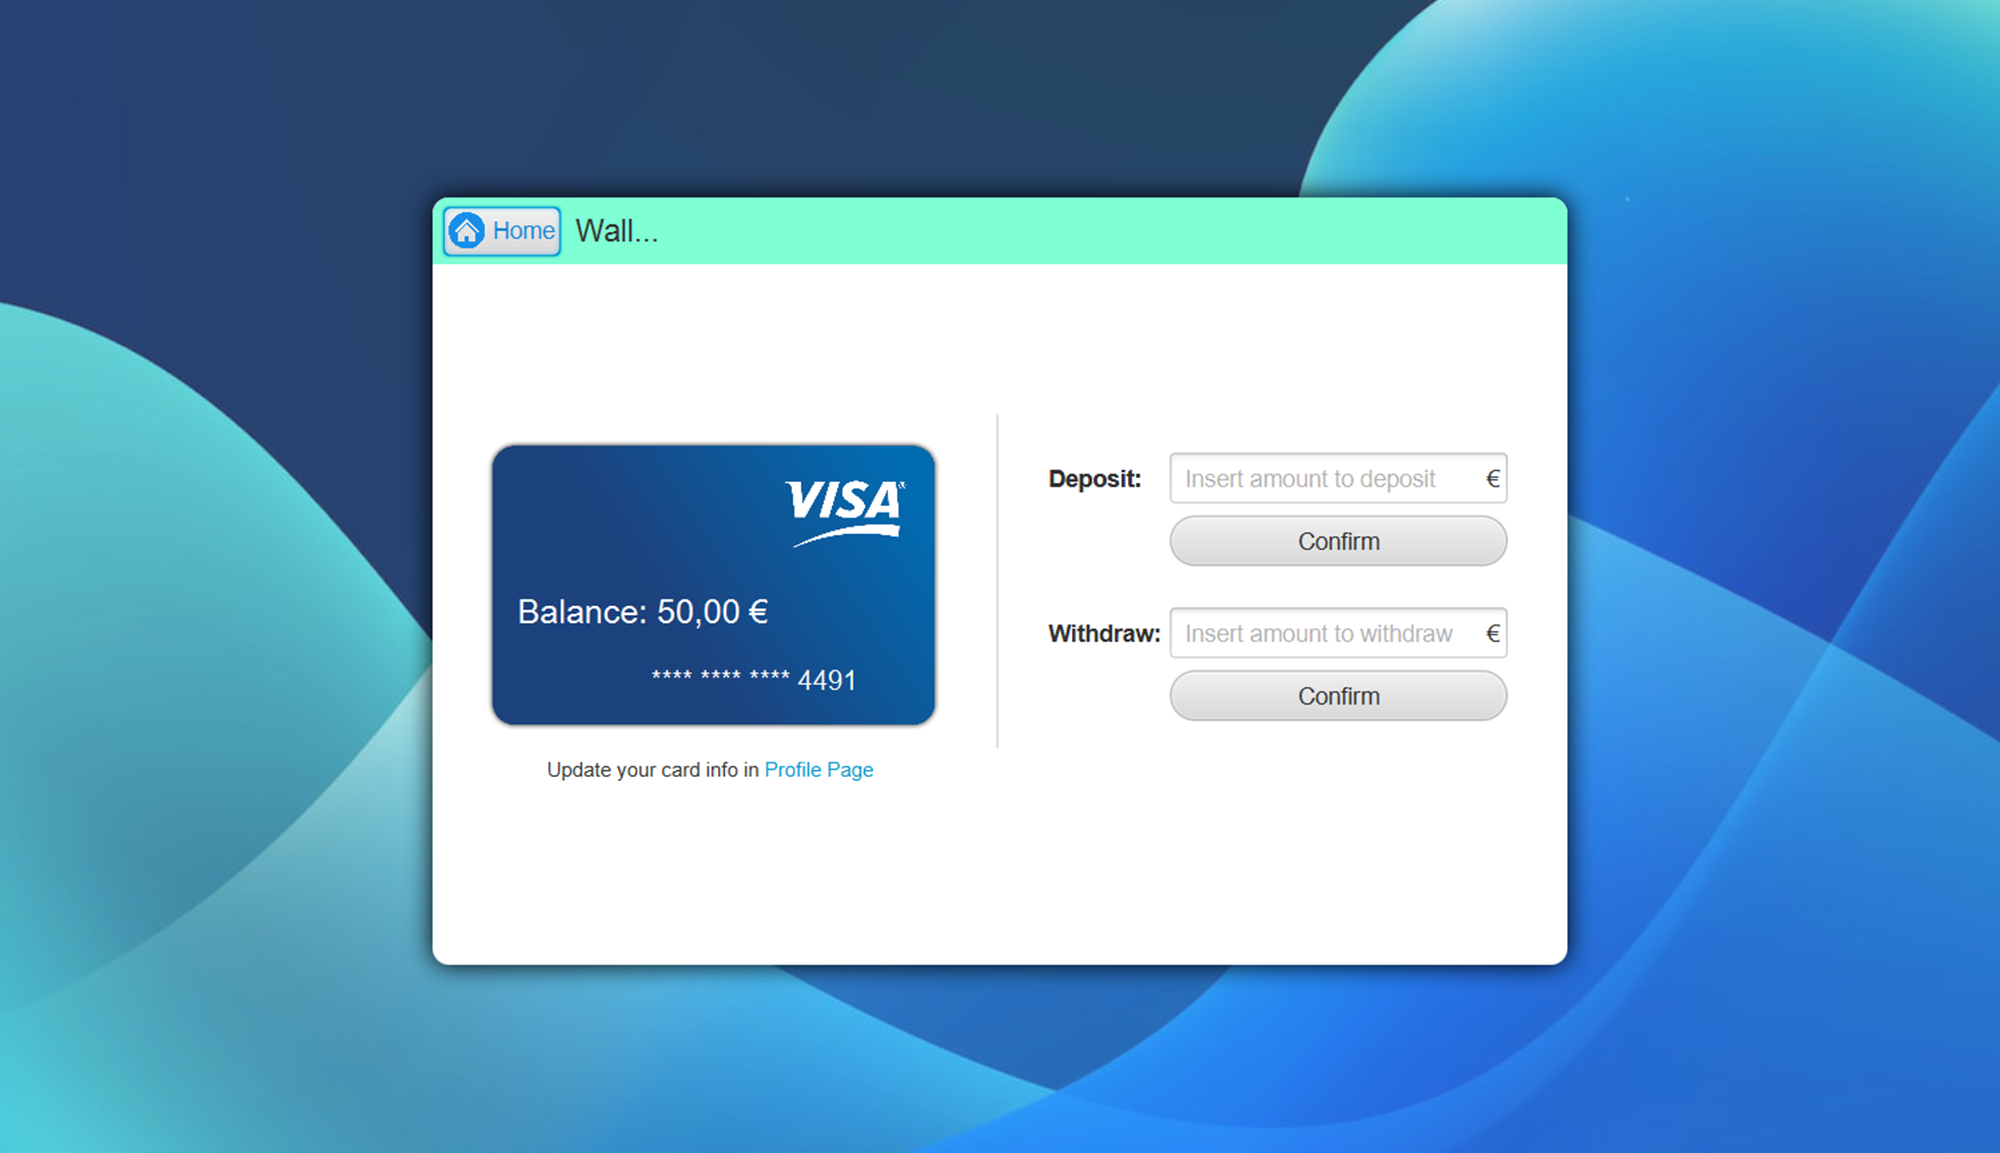 Home Wall...
VISA
Balance: 50,00 €
**** **** **** 4491
Update your card info in Profile Page
Deposit: Insert amount to deposit €
Confirm
Withdraw: Insert amount to withdraw €
Confirm